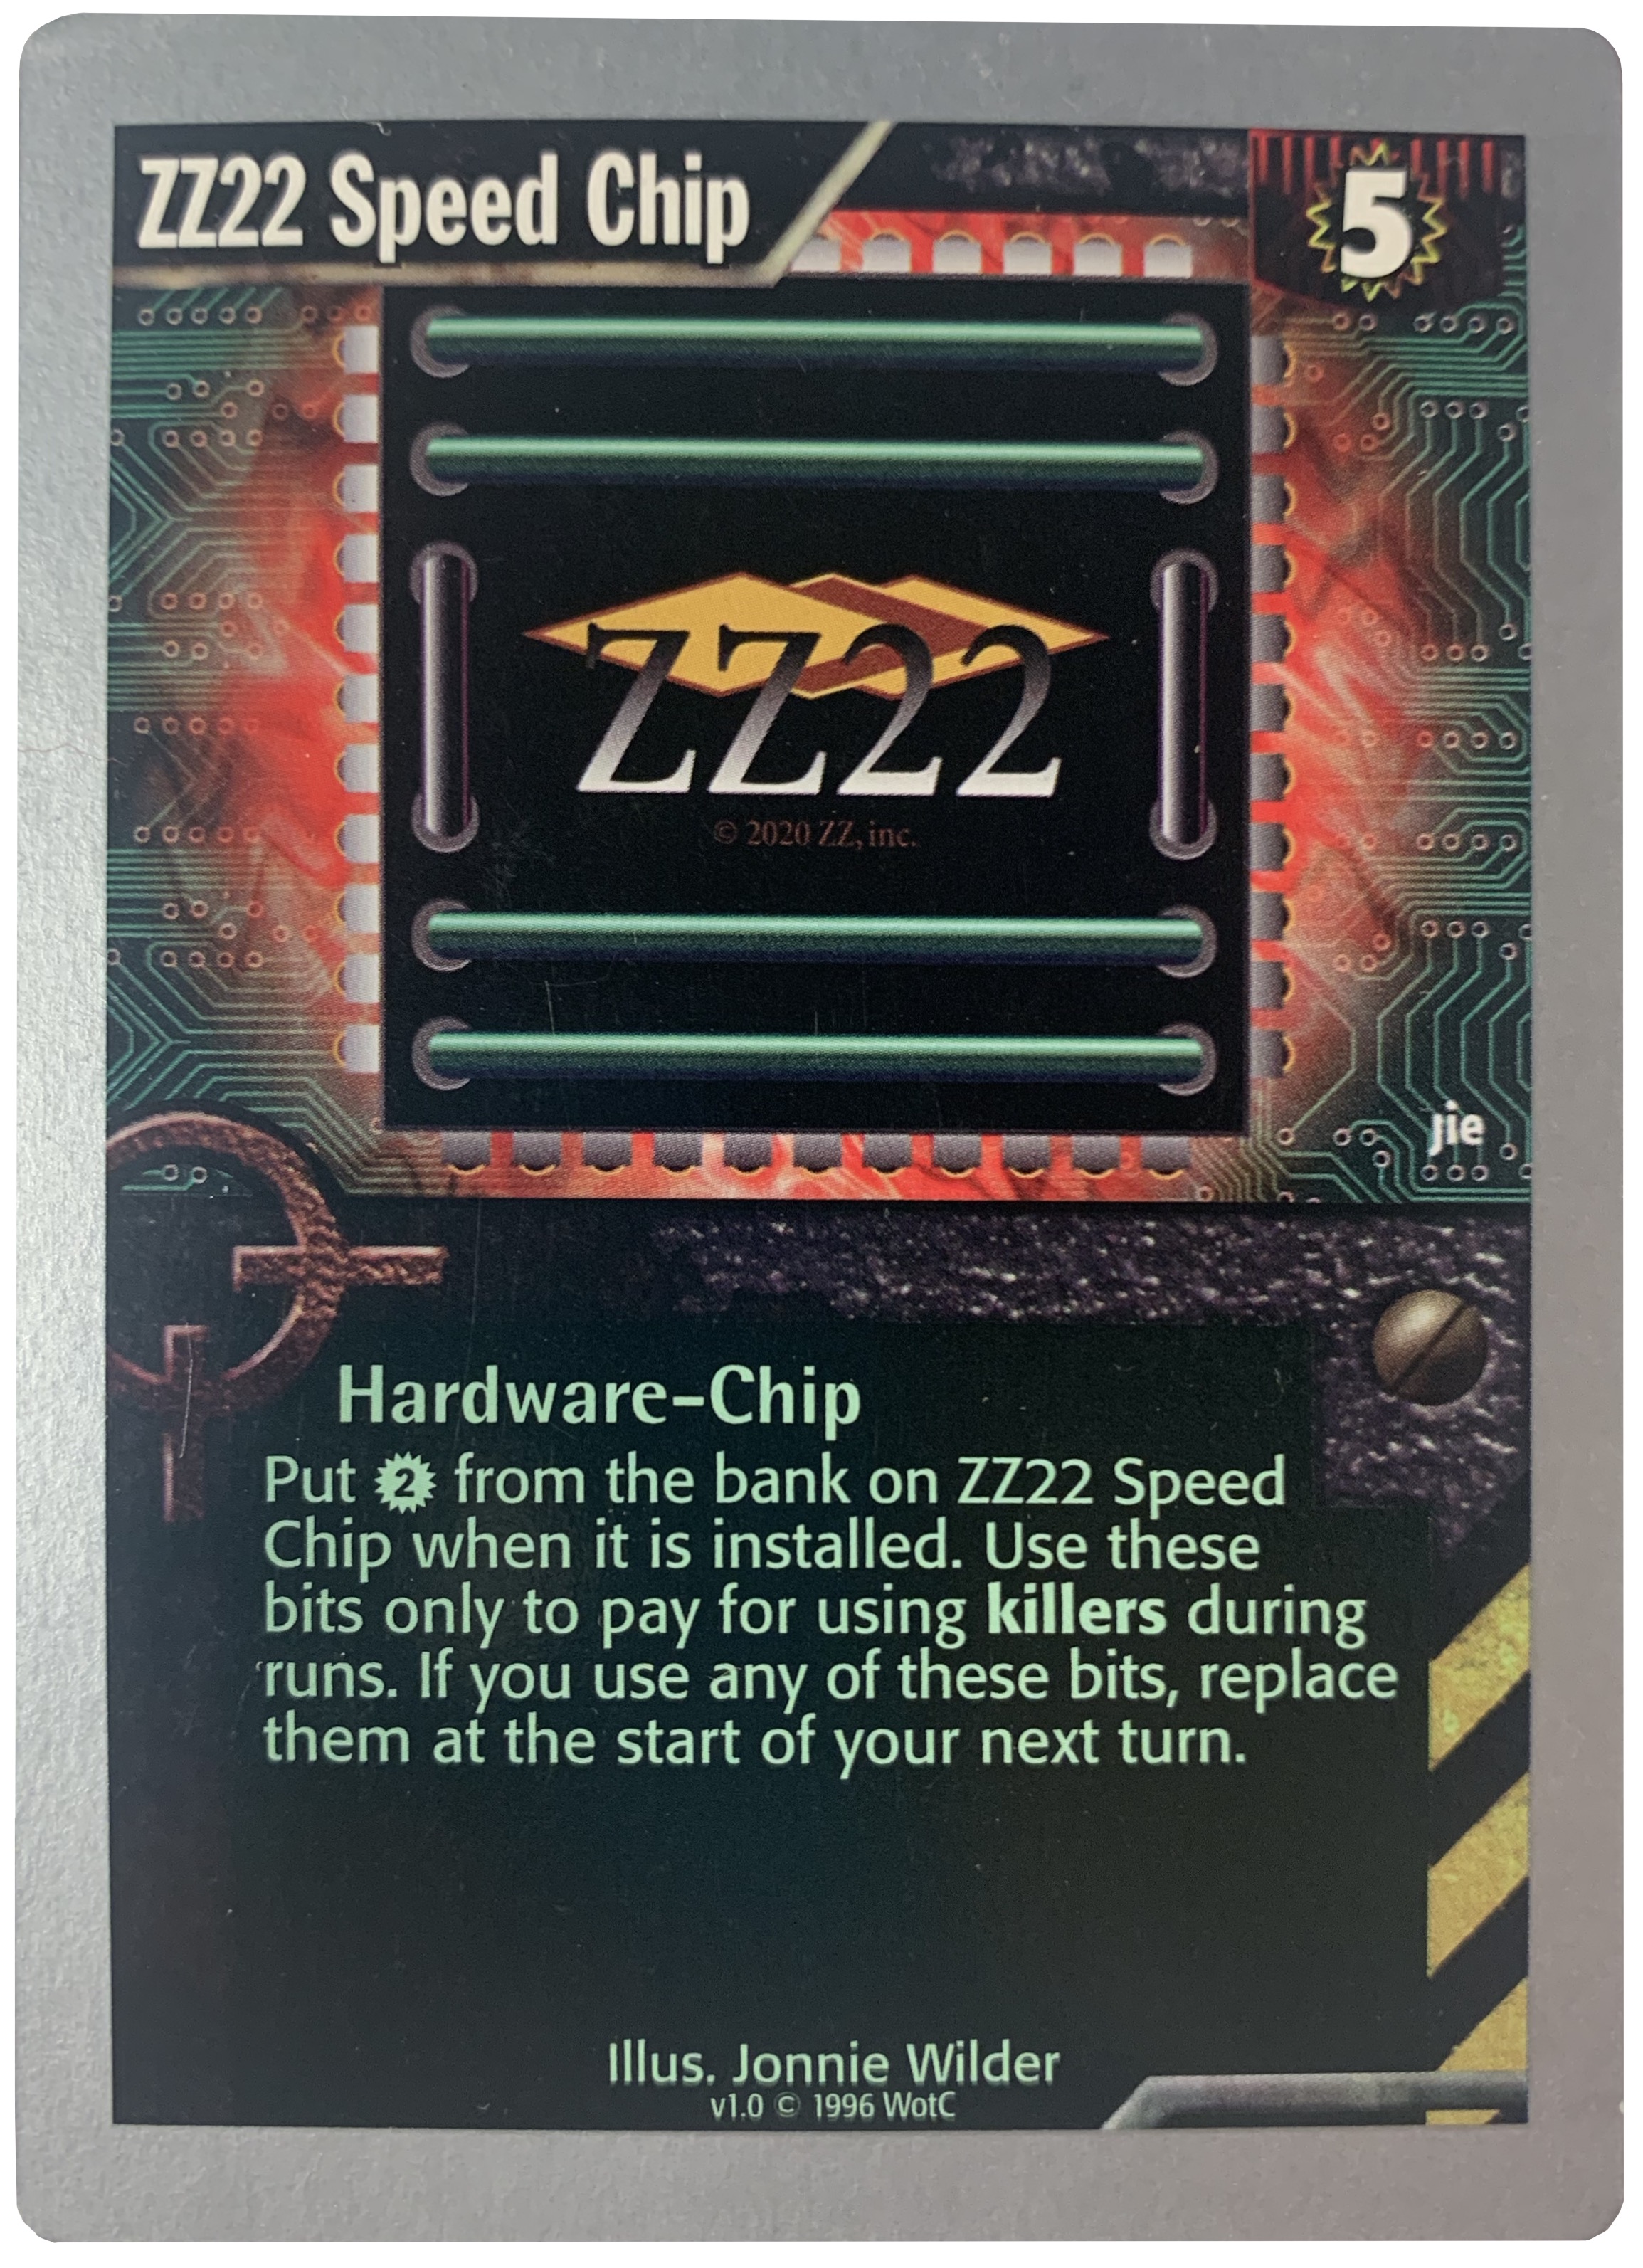 ZZ22 Speed Chip
5
ZZ22
© 2020 ZZ, inc.
jie
Hardware-Chip
Put 2 from the bank on ZZ22 Speed
Chip when it is installed. Use these
bits only to pay for using killers during
runs. If you use any of these bits, replace
them at the start of your next turn.
Illus. Jonnie Wilder
v1.0 © 1996 WotC